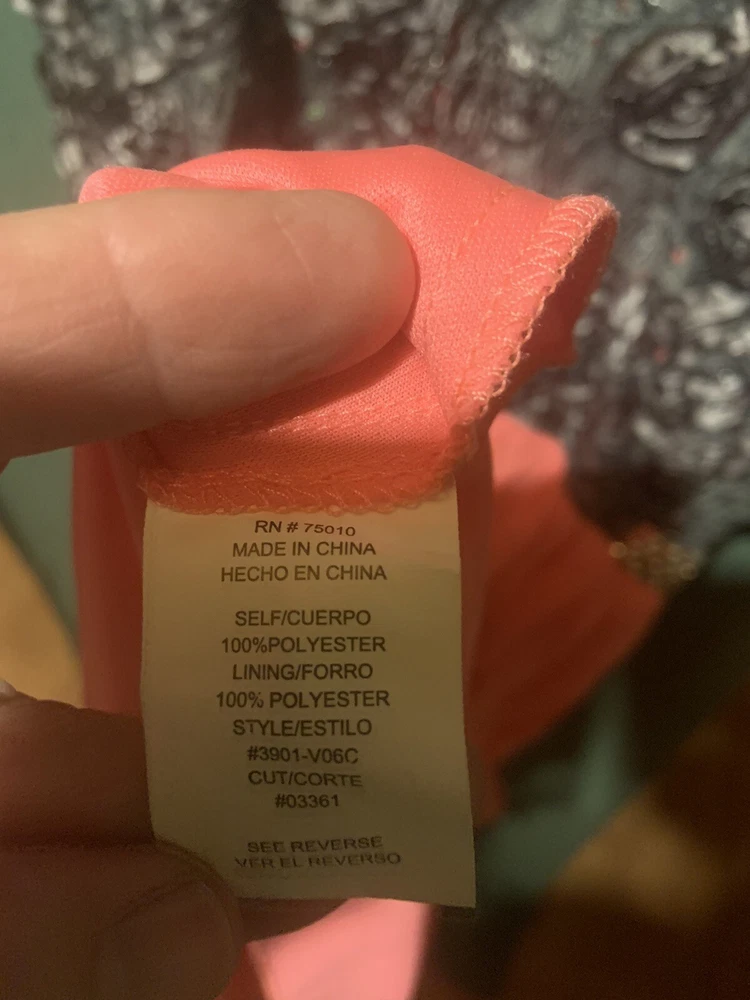 RN # 75010
MADE IN CHINA
HECHO EN CHINA
SELF/CUERPO
100%POLYESTER
LINING/FORRO
100% POLYESTER
STYLE/ESTILO
#3901-V06C
CUT/CORTE
#03361
SEE REVERSE
VER EL REVERSO